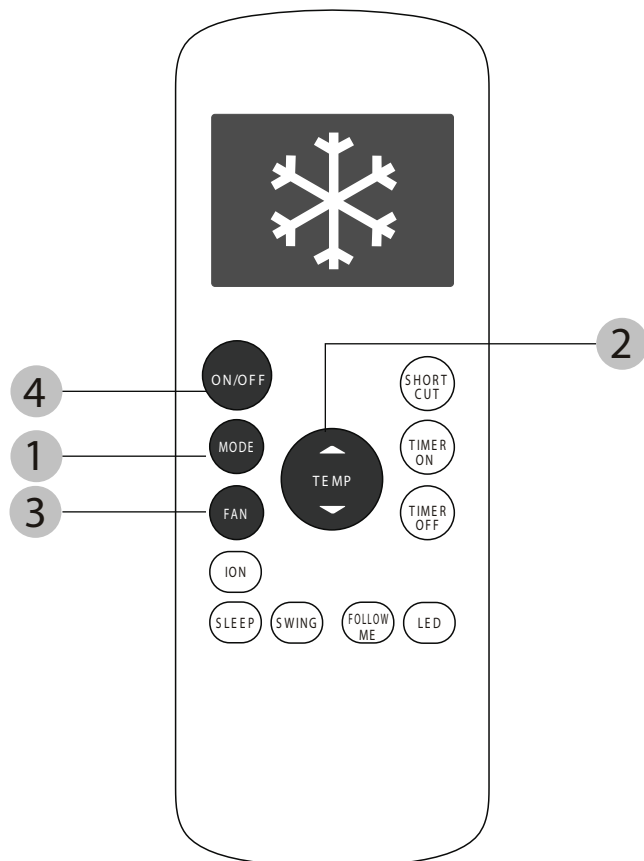 2
ON/OFF
SHORT
CUT
4
MODE
TIMER
ON
1
TEMP
FAN
TIMER
OFF
3
ION
SLEEP
SWING
FOLLOW
ME
LED